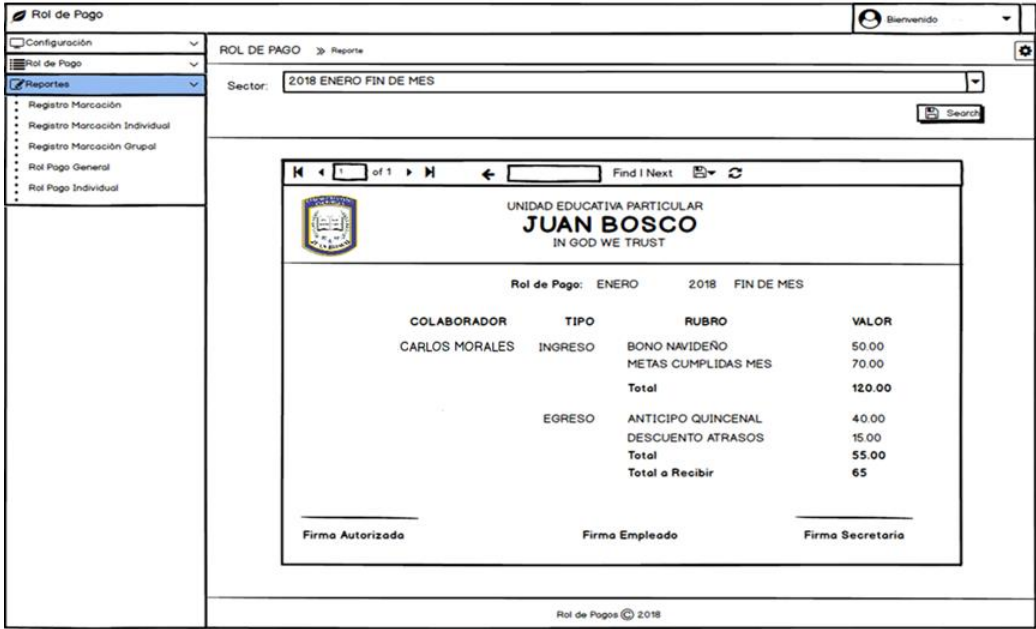 Rol de Pago
Bienvenido
Configuración
Rol de Pago
Reportes
Registro Marcación
Registro Marcación Individual
Registro Marcación Grupal
Rol Pago General
Rol Pago Individual
ROL DE PAGO >> Reporte
Sector: 2018 ENERO FIN DE MES
Search
1 of 1 Find | Next
UNIDAD EDUCATIVA PARTICULAR
JUAN BOSCO
IN GOD WE TRUST
Rol de Pago: ENERO 2018 FIN DE MES
COLABORADOR TIPO RUBRO VALOR
CARLOS MORALES INGRESO BONO NAVIDEÑO 50.00
METAS CUMPLIDAS MES 70.00
Total 120.00
EGRESO ANTICIPO QUINCENAL 40.00
DESCUENTO ATRASOS 15.00
Total 55.00
Total a Recibir 65
Firma Autorizada Firma Empleado Firma Secretaria
Rol de Pagos © 2018